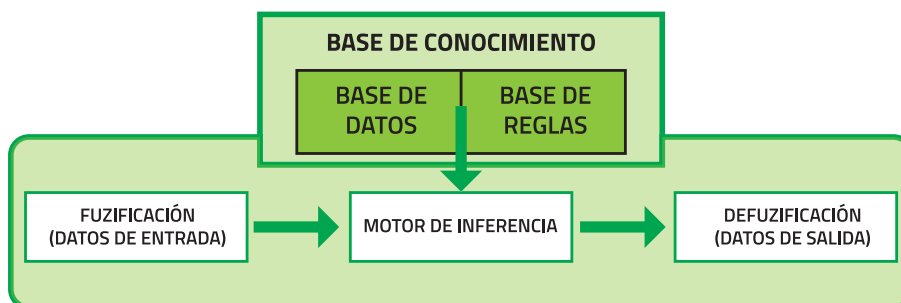 BASE DE CONOCIMIENTO
BASE DE
DATOS
BASE DE
REGLAS
FUZIFICACIÓN
(DATOS DE ENTRADA)
MOTOR DE INFERENCIA
DEFUZIFICACIÓN
(DATOS DE SALIDA)